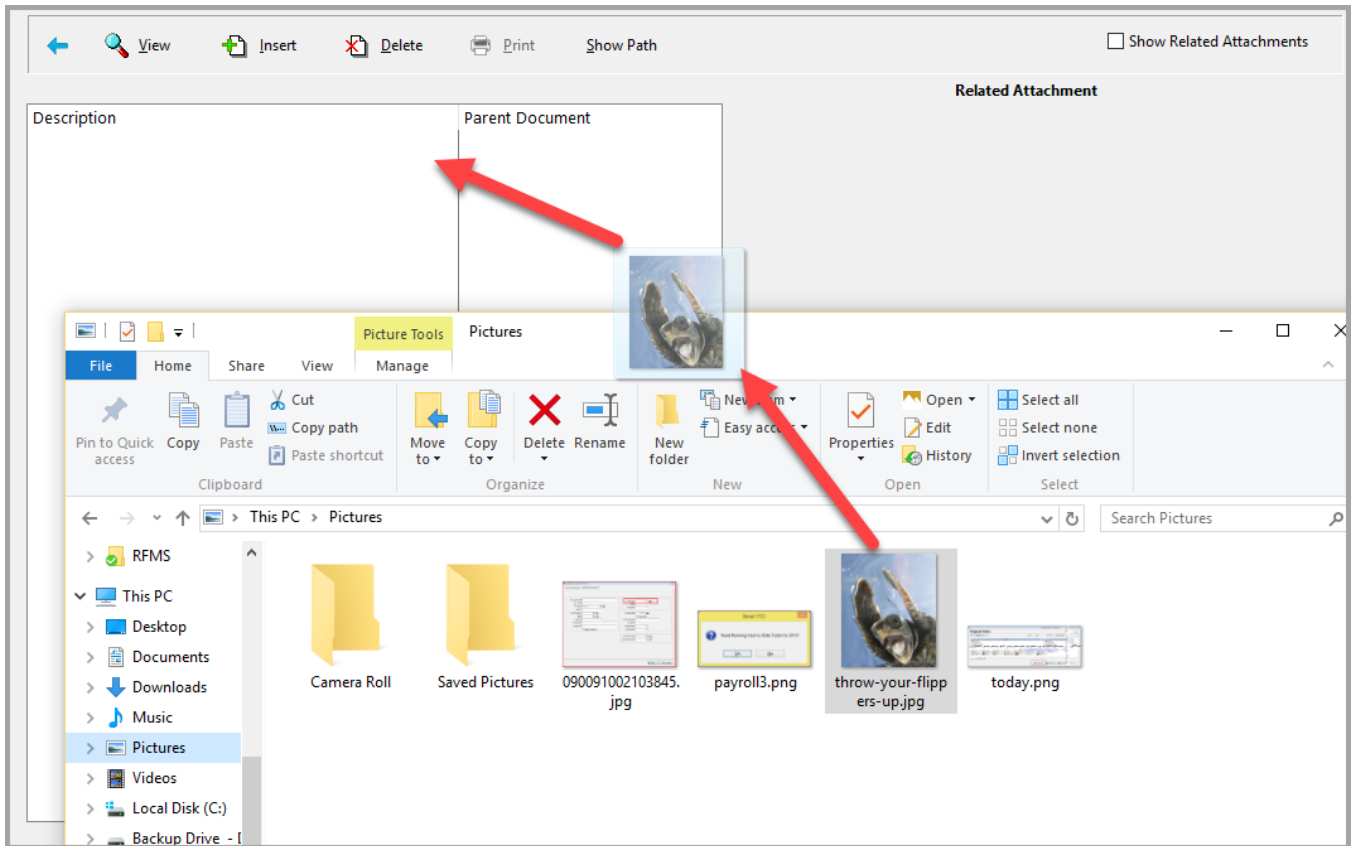 View Insert Delete Print Show Path Show Related Attachments
Related Attachment
Description Parent Document
Picture Tools Pictures
File Home Share View Manage
Pin to Quick access
Copy
Paste
Cut
Copy path
Paste shortcut
Clipboard
Move to
Copy to
Delete
Rename
Organize
New folder
Easy access
New
Properties
Open
Edit
History
Open
Select all
Select none
Invert selection
Select
This PC > Pictures
Search Pictures
RFMS
This PC
Desktop
Documents
Downloads
Music
Pictures
Videos
Local Disk (C:)
Backup Drive - [
Camera Roll
Saved Pictures
090091002103845.
jpg
payroll3.png
throw-your-flipp
ers-up.jpg
today.png